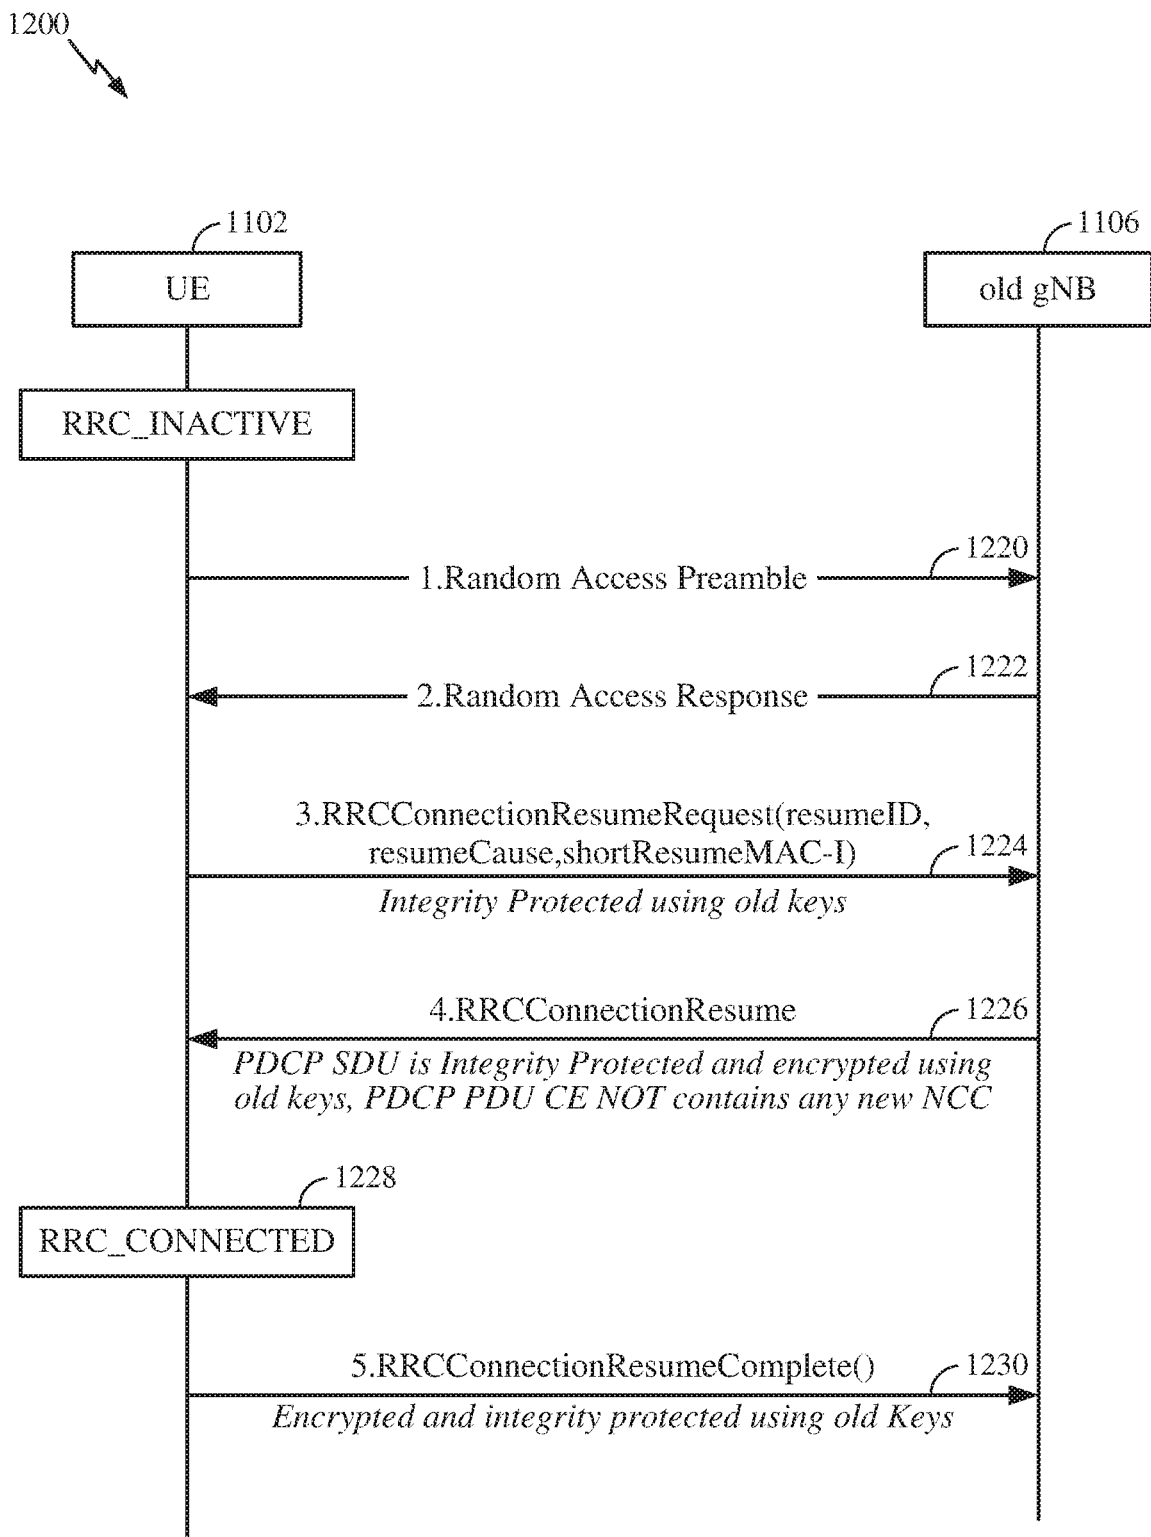 1200
1102
1106
UE
old gNB
RRC_INACTIVE
1220
1.Random Access Preamble
1222
2.Random Access Response
3.RRCConnectionResumeRequest(resumeID,
resumeCause,shortResumeMAC-I)
1224
Integrity Protected using old keys
4.RRCConnectionResume
1226
PDCP SDU is Integrity Protected and encrypted using
old keys, PDCP PDU CE NOT contains any new NCC
1228
RRC_CONNECTED
5.RRCConnectionResumeComplete()
1230
Encrypted and integrity protected using old Keys